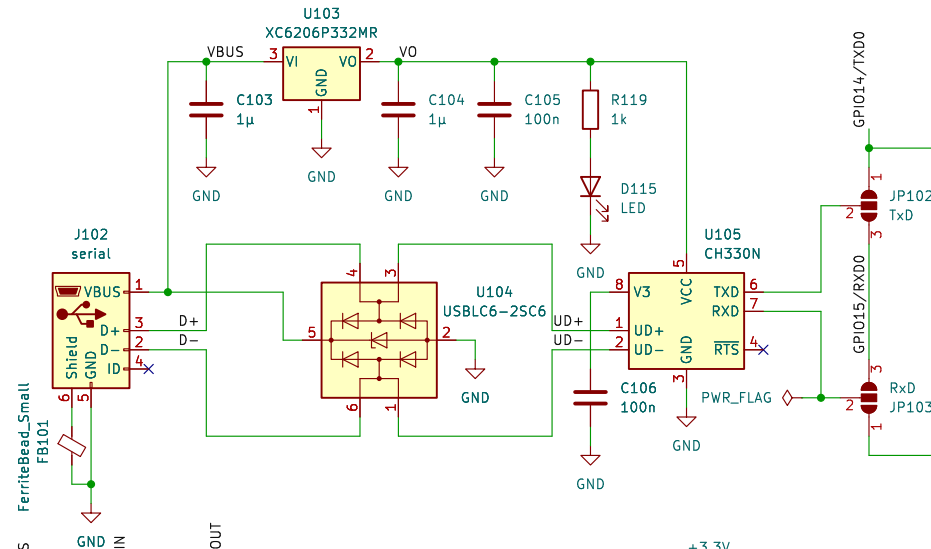 U103
XC6206P332MR
VBUS
3
VI
VO
2
VO
GND
1
C103
1µ
GND
GND
C104
1µ
GND
C105
100n
GND
R119
1k
D115
LED
GND
GPIO14/TXD0
1
JP102
2
TxD
3
J102
serial
VBUS
1
D+
3
D+
D-
2
D-
ID
4
Shield
GND
6
5
FerriteBead_Small
FB101
GND
4
3
U104
USBLC6-2SC6
5
2
6
1
GND
U105
CH330N
5
8
V3
VCC
TXD
6
RXD
7
UD+
1
UD+
UD-
2
UD-
GND
RTS
4
3
GND
C106
100n
GND
PWR_FLAG
GPIO15/RXD0
3
RxD
2
JP103
1
S
IN
OUT
+3.3V